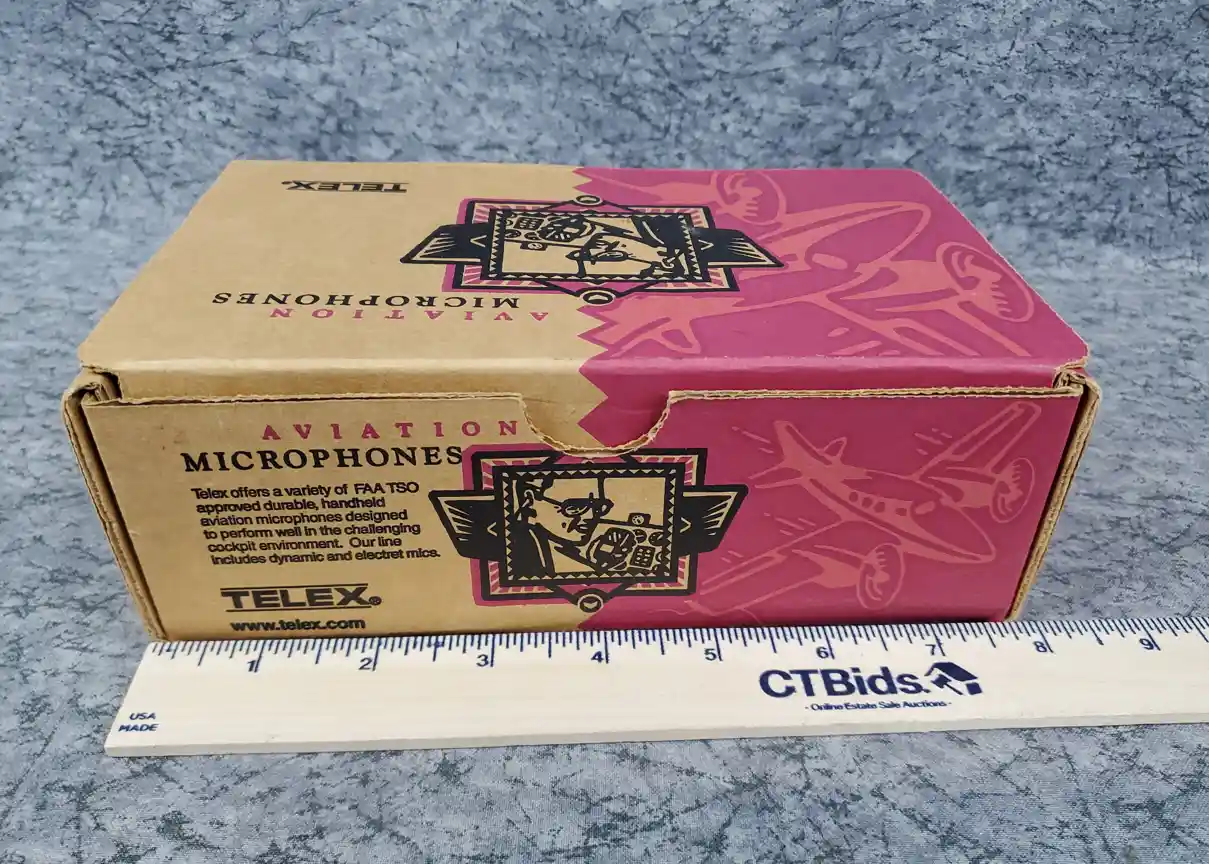 TELEX®
MICROPHONES
AVIATION
AVIATION
MICROPHONES
Telex offers a variety of FAA TSO
approved durable, handheld
aviation microphones designed
to perform well in the challenging
cockpit environment. Our line
includes dynamic and electret mics.
TELEX®
www.telex.com
1 2 3 4 5 6 7 8 9
CTBids.
- Online Estate Sale Auctions -
USA
MADE